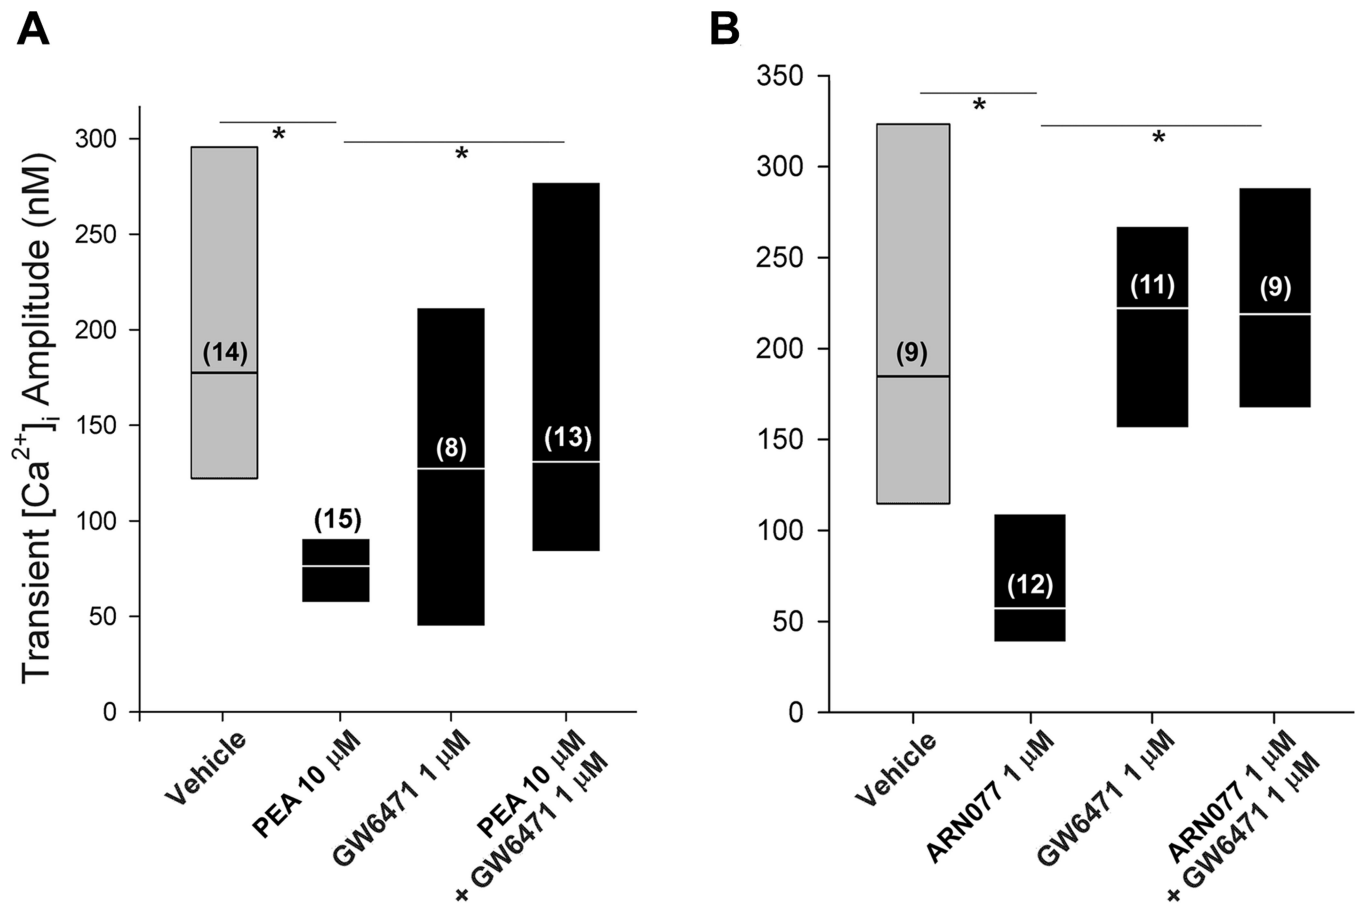 A
Transient [Ca2+]i Amplitude (nM)
300
250
200
150
100
50
0
*
*
(14)
(15)
(8)
(13)
Vehicle
PEA 10 µM
GW6471 1 µM
PEA 10 µM
+ GW6471 1 µM
B
350
300
250
200
150
100
50
0
*
*
(9)
(12)
(11)
(9)
Vehicle
ARN077 1 µM
GW6471 1 µM
ARN077 1 µM
+ GW6471 1 µM